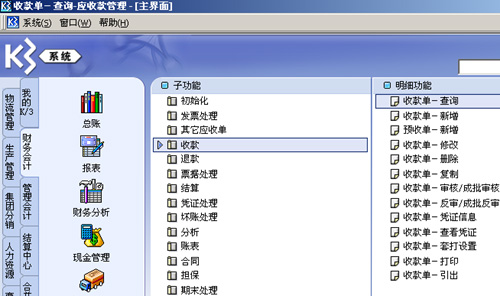 收款单－查询-应收款管理 - [主界面]
系统(S) 窗口(W) 帮助(H)
K3 系统
我的K/3
财务会计
管理会计
结算中心
物流管理
生产管理
集团分销
人力资源
总账
报表
财务分析
现金管理
子功能
初始化
发票处理
其它应收单
收款
退款
票据处理
结算
凭证处理
坏账处理
分析
账表
合同
担保
期末处理
明细功能
收款单－查询
收款单－新增
预收单－新增
收款单－修改
收款单－删除
收款单－复制
收款单－审核/成批审核
收款单－反审/成批反审
收款单－凭证信息
收款单－查看凭证
收款单－套打设置
收款单－打印
收款单－引出